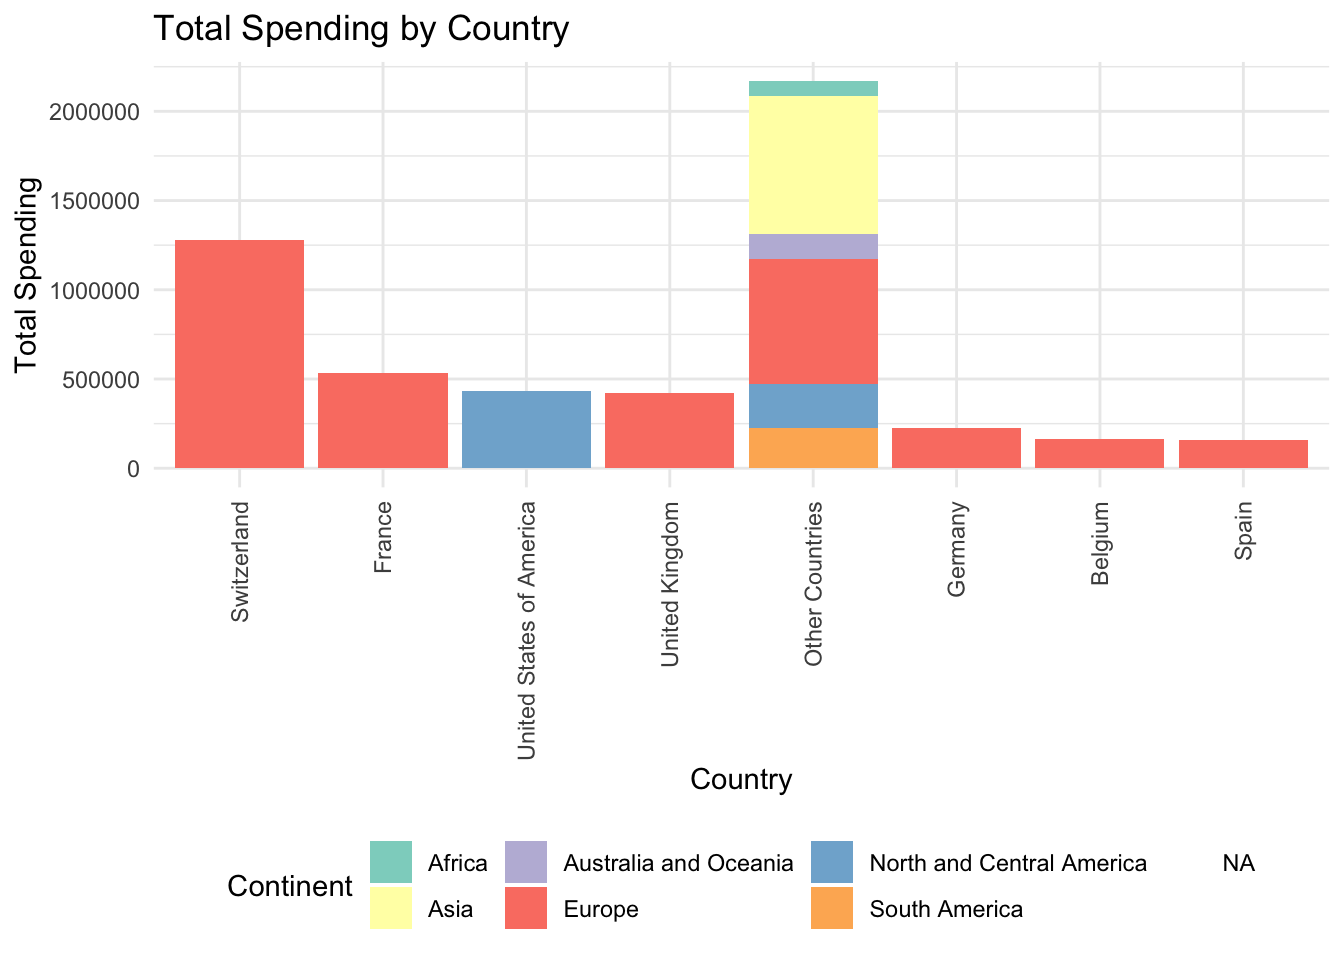 Total Spending by Country
Total Spending
2000000
1500000
1000000
500000
0
Switzerland
France
United States of America
United Kingdom
Other Countries
Germany
Belgium
Spain
Country
Continent
Africa
Asia
Australia and Oceania
Europe
North and Central America
South America
NA